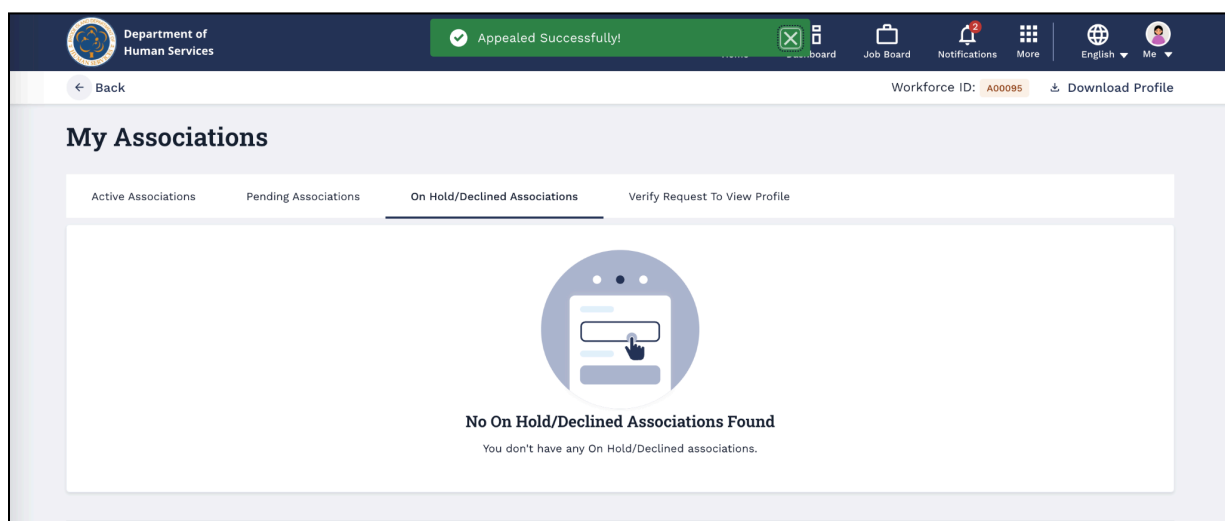 Department of
Human Services
Appealed Successfully!
Job Board
Notifications
2
More
English
Me
Back
Workforce ID: A00095
Download Profile
My Associations
Active Associations
Pending Associations
On Hold/Declined Associations
Verify Request To View Profile
No On Hold/Declined Associations Found
You don't have any On Hold/Declined associations.